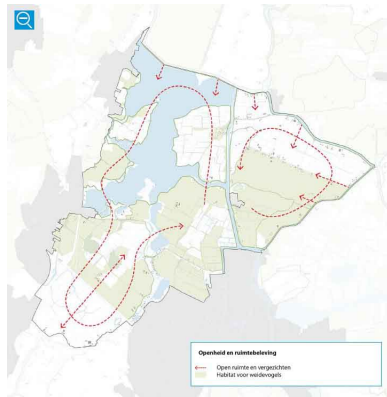 Openheid en ruimtebeleving
Open ruimte en vergezichten
Habitat voor weidevogels